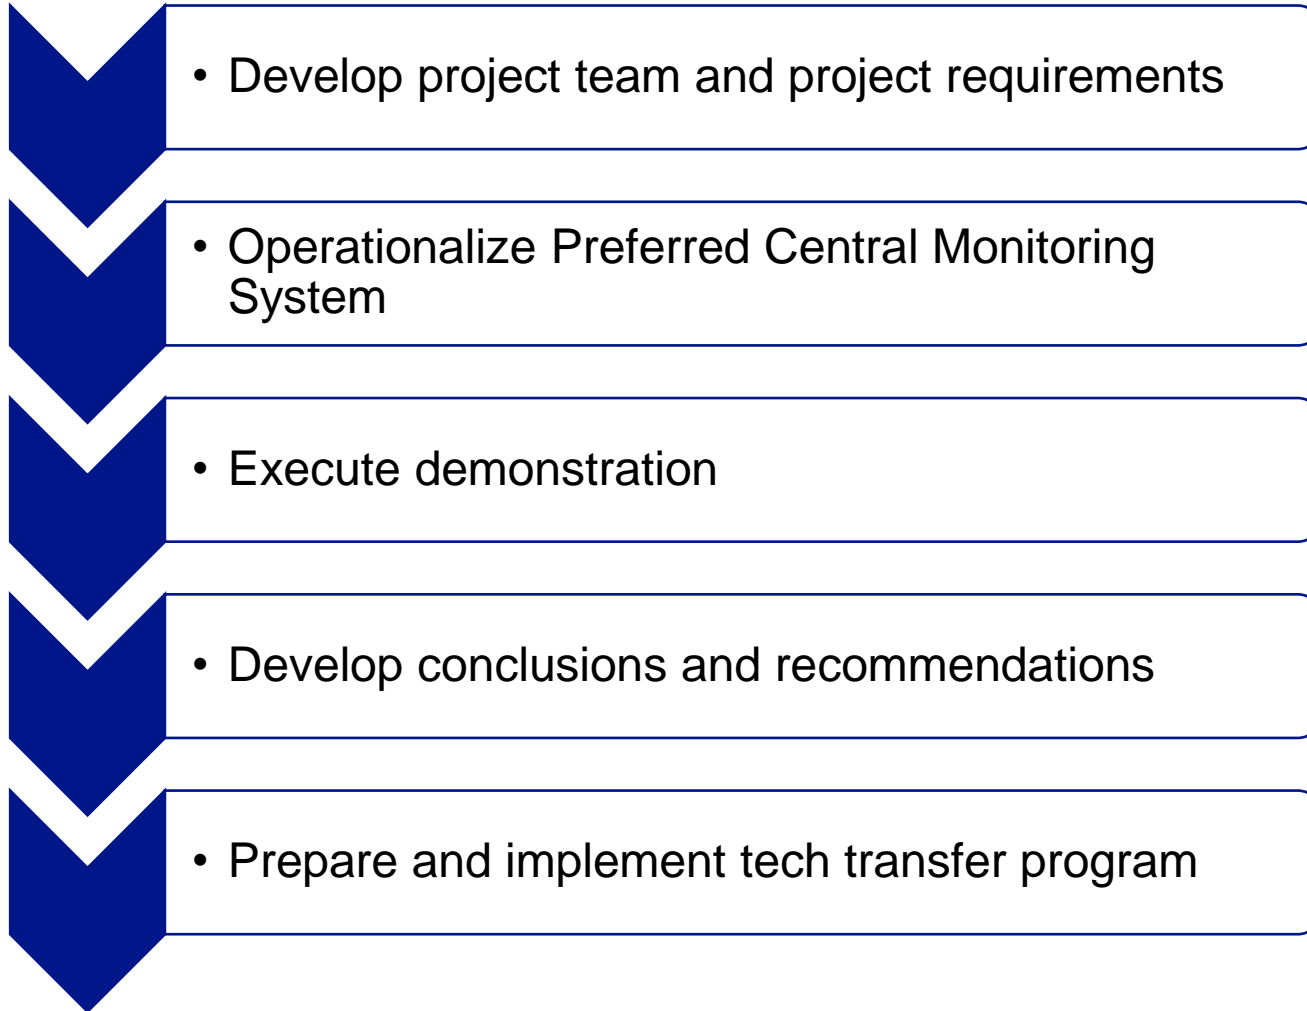 • Develop project team and project requirements
• Operationalize Preferred Central Monitoring
System
• Execute demonstration
• Develop conclusions and recommendations
• Prepare and implement tech transfer program